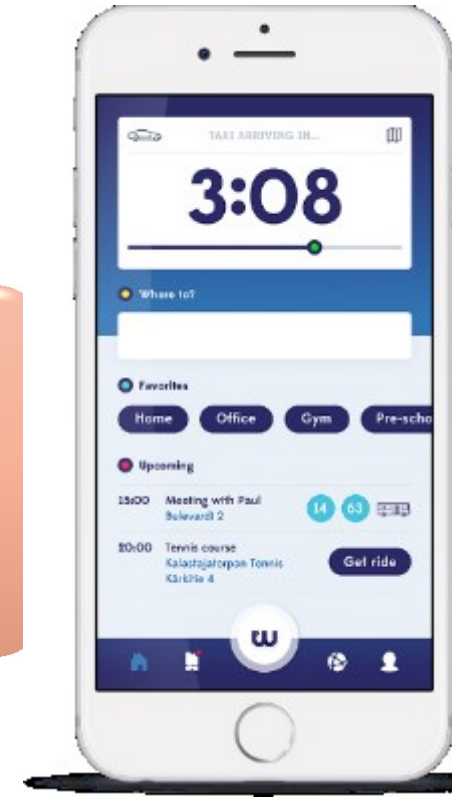 TAXI ARRIVING IN...
3:08
Where to?
Favorites
Home Office Gym Pre-scho
Upcoming
15:00 Meeting with Paul
Bulevardi 2
14 63
20:00 Tennis course
Kalastajatorpan Tennis
Kärkitie 4
Get ride
w